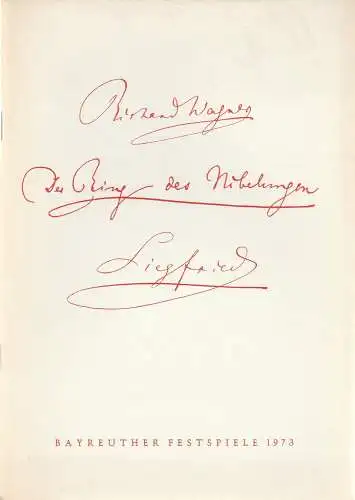 Richard Wagner
Der Ring des Nibelungen
Siegfried
BAYREUTHER FESTSPIELE 1973